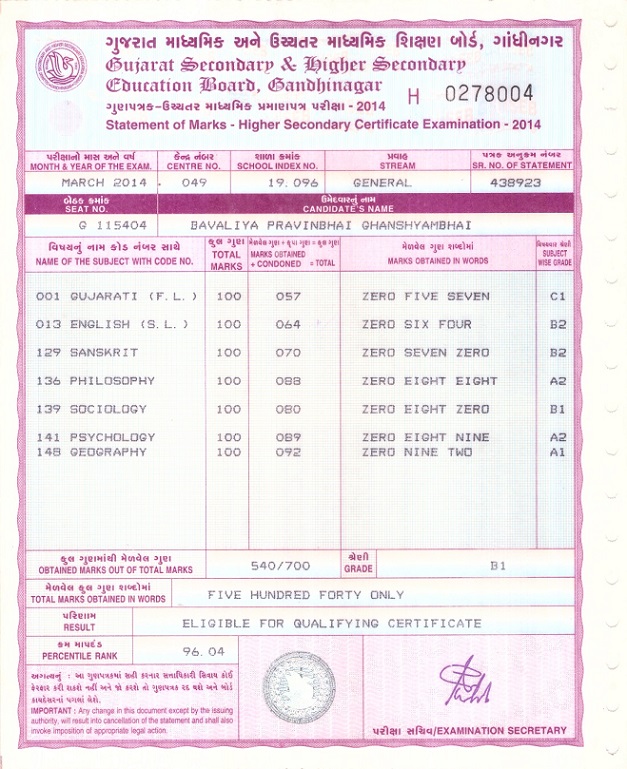 ગુજરાત માધ્યમિક અને ઉચ્ચતર માધ્યમિક શિક્ષણ બોર્ડ, ગાંધીનગર
Gujarat Secondary & Higher Secondary
Education Board, Gandhinagar
H 0278004
ગુણપત્રક-ઉચ્ચતર માધ્યમિક પ્રમાણપત્ર પરીક્ષા - 2014
Statement of Marks - Higher Secondary Certificate Examination - 2014
પરીક્ષાનો માસ અને વર્ષ કેન્દ્ર નંબર શાળા ક્રમાંક પ્રવાહ પત્રક અનુક્રમ નંબર
MONTH & YEAR OF THE EXAM. CENTRE NO. SCHOOL INDEX NO. STREAM SR. NO. OF STATEMENT
MARCH 2014 . 049 19.096 GENERAL 438923
બેઠક ક્રમાંક ઉમેદવારનું નામ
SEAT NO. CANDIDATE'S NAME
G 115404 BAVALIYA PRAVINBHAI GHANSHYAMBHAI
વિષયનું નામ કોડ નંબર સાથે કુલ ગુણ મેળવેલ ગુણ + કૃપા ગુણ = કુલ ગુણ મેળવેલ ગુણ શબ્દોમાં વિષયવાર શ્રેણી
NAME OF THE SUBJECT WITH CODE NO. TOTAL MARKS MARKS OBTAINED + CONDONED = TOTAL MARKS OBTAINED IN WORDS SUBJECT WISE GRADE
001 GUJARATI (F.L.) 100 057 ZERO FIVE SEVEN C1
013 ENGLISH (S.L.) 100 064 ZERO SIX FOUR B2
129 SANSKRIT 100 070 ZERO SEVEN ZERO B2
136 PHILOSOPHY 100 088 ZERO EIGHT EIGHT A2
139 SOCIOLOGY 100 080 ZERO EIGHT ZERO B1
141 PSYCHOLOGY 100 089 ZERO EIGHT NINE A2
148 GEOGRAPHY 100 092 ZERO NINE TWO A1
કુલ ગુણમાંથી મેળવેલ ગુણ 540/700 શ્રેણી B1
OBTAINED MARKS OUT OF TOTAL MARKS GRADE
મેળવેલ કુલ ગુણ શબ્દોમાં
TOTAL MARKS OBTAINED IN WORDS FIVE HUNDRED FORTY ONLY
પરિણામ
RESULT ELIGIBLE FOR QUALIFYING CERTIFICATE
ક્રમ માપદંડ
PERCENTILE RANK 96.04
અગત્યનું : આ ગુણપત્રકમાં સહી કરનાર સત્તાધિકારી સિવાય કોઈ
ફેરફાર કરી શકશે નહીં અને જો કરશે તો ગુણપત્રક રદ થશે અને બોર્ડ
કાયદેસરનાં પગલાં લેશે.
IMPORTANT : Any change in this document except by the issuing
authority, will result into cancellation of the statement and shall also
invoke imposition of appropriate legal action.
પરીક્ષા સચિવ/EXAMINATION SECRETARY